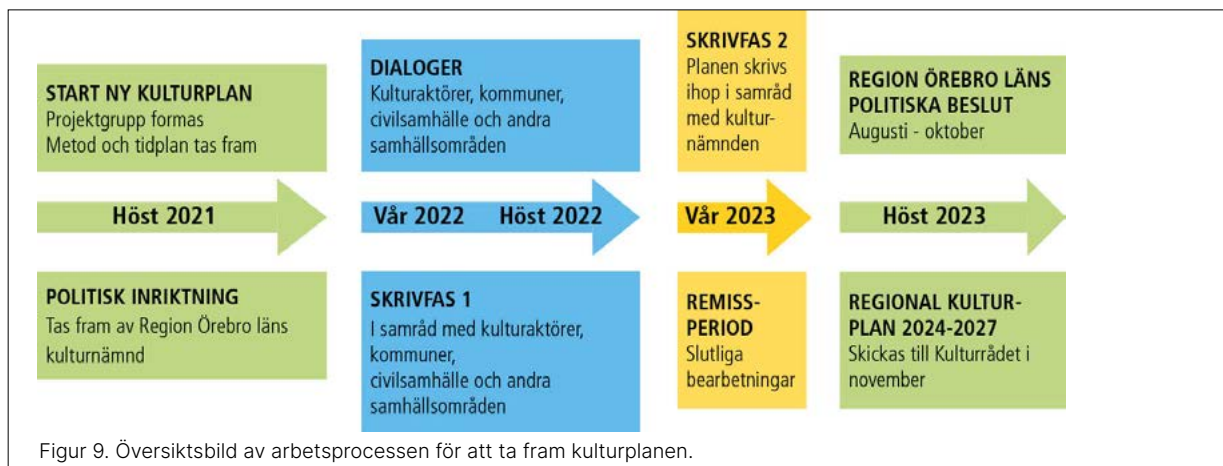 START NY KULTURPLAN
Projektgrupp formas
Metod och tidplan tas fram
DIALOGER
Kulturaktörer, kommuner,
civilsamhälle och andra
samhällsområden
SKRIVFAS 2
Planen skrivs
ihop i samråd
med kultur-
nämnden
REGION ÖREBRO LÄNS
POLITISKA BESLUT
Augusti - oktober
Höst 2021
Vår 2022 Höst 2022
Vår 2023
Höst 2023
POLITISK INRIKTNING
Tas fram av Region Örebro läns
kulturnämnd
SKRIVFAS 1
I samråd med kulturaktörer,
kommuner,
civilsamhälle och andra
samhällsområden
REMISS-
PERIOD
Slutliga
bearbetningar
REGIONAL KULTUR-
PLAN 2024-2027
Skickas till Kulturrådet i
november
Figur 9. Översiktsbild av arbetsprocessen för att ta fram kulturplanen.